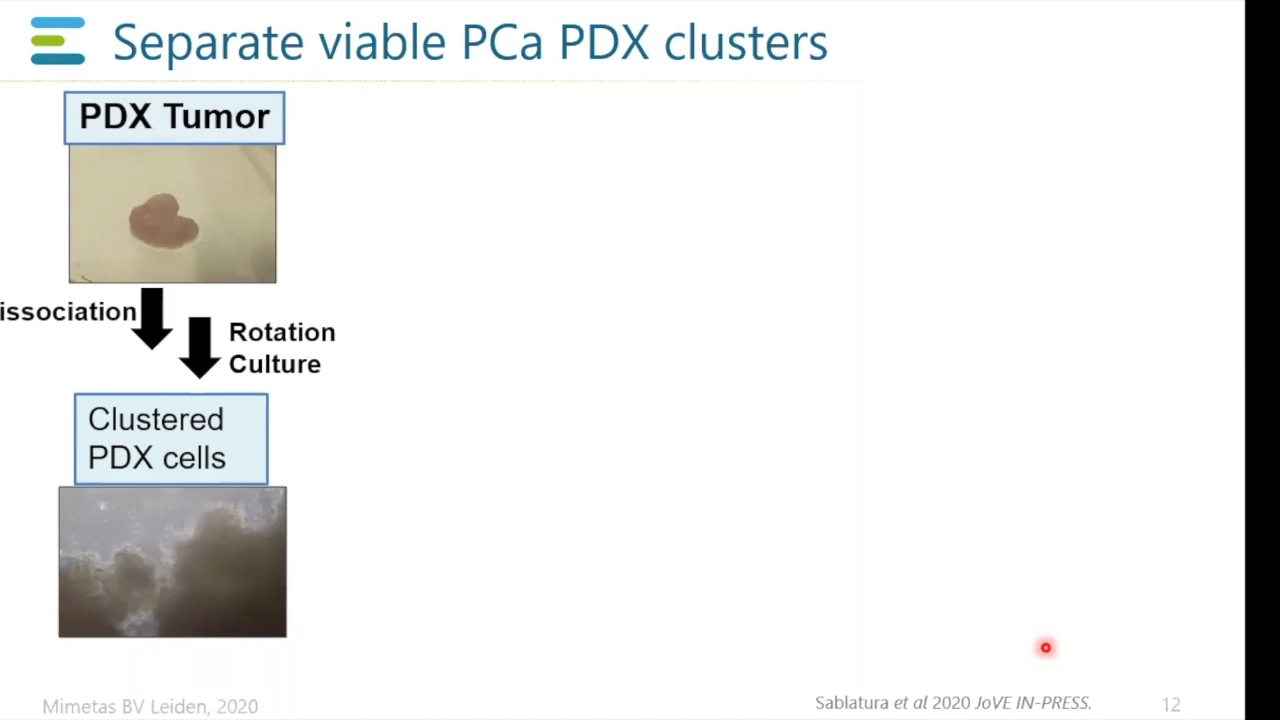 Separate viable PCa PDX clusters
PDX Tumor
issociation
Rotation
Culture
Clustered
PDX cells
Mimetas BV Leiden, 2020
Sablatura et al 2020 JoVE IN-PRESS.
12